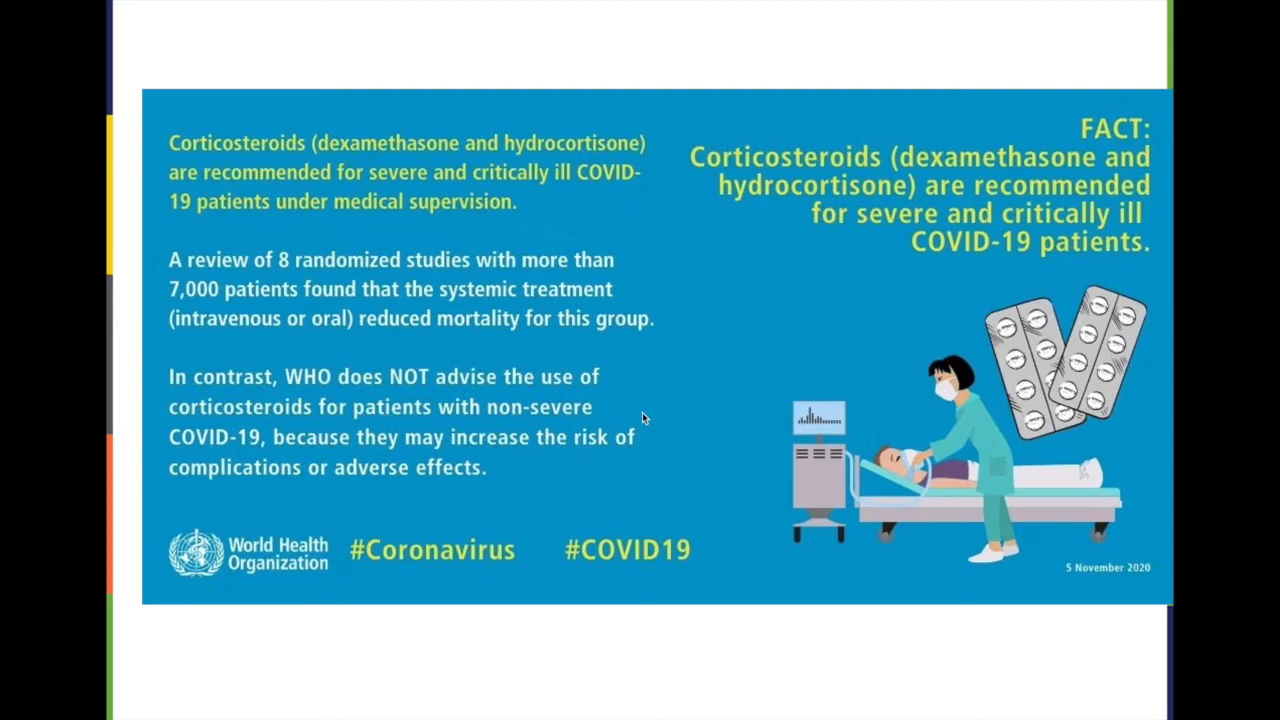 Corticosteroids (dexamethasone and hydrocortisone)
are recommended for severe and critically ill COVID-
19 patients under medical supervision.
A review of 8 randomized studies with more than
7,000 patients found that the systemic treatment
(intravenous or oral) reduced mortality for this group.
In contrast, WHO does NOT advise the use of
corticosteroids for patients with non-severe
COVID-19, because they may increase the risk of
complications or adverse effects.
World Health
Organization
#Coronavirus
#COVID19
FACT:
Corticosteroids (dexamethasone and
hydrocortisone) are recommended
for severe and critically ill
COVID-19 patients.
5 November 2020